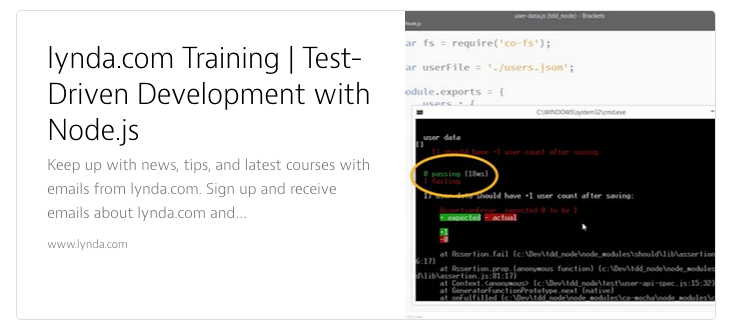 lynda.com Training | Test-
Driven Development with
Node.js
Keep up with news, tips, and latest courses with
emails from lynda.com. Sign up and receive
emails about lynda.com and...
www.lynda.com
user-data.js (tdd_node) - Brackets
Node.js
ar fs = require('co-fs');
ar userFile = './users.json';
odule.exports = {
users : {
C:\WINDOWS\system32\cmd.exe
user data
[]
1) should have +1 user count after saving
0 passing (18ms)
1 failing
1) user data should have +1 user count after saving:
AssertionError: expected 0 to be 1
+ expected - actual
+1
-0
at Assertion.fail (c:\Dev\tdd_node\node_modules\should\lib\assertion
6:17)
at Assertion.prop.(anonymous function) (c:\Dev\tdd_node\node_modules
d\lib\assertion.js:81:17)
at Context.<anonymous> (c:\Dev\tdd_node\test\user-api-spec.js:15:32)
at GeneratorFunctionPrototype.next (native)
at onFulfilled (c:\Dev\tdd_node\node_modules\co-mocha\node_modules\c